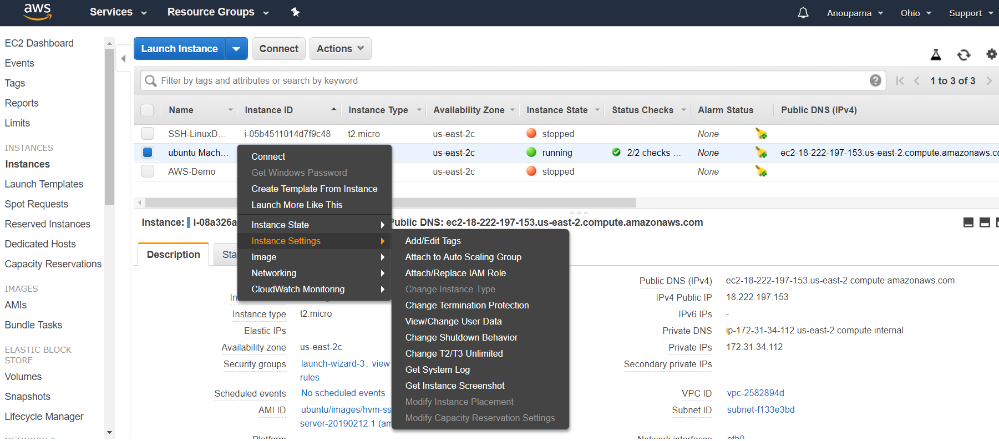 aws Services Resource Groups Anoupama Ohio Support
EC2 Dashboard
Events
Tags
Reports
Limits
INSTANCES
Instances
Launch Templates
Spot Requests
Reserved Instances
Dedicated Hosts
Capacity Reservations
IMAGES
AMIs
Bundle Tasks
ELASTIC BLOCK
STORE
Volumes
Snapshots
Lifecycle Manager
Launch Instance Connect Actions
Filter by tags and attributes or search by keyword ? 1 to 3 of 3
Name Instance ID Instance Type Availability Zone Instance State Status Checks Alarm Status Public DNS (IPv4)
SSH-LinuxD... i-05b4511014d7f9c48 t2.micro us-east-2c stopped None
ubuntu Mach... us-east-2c running 2/2 checks ... None ec2-18-222-197-153.us-east-2.compute.amazonaws.co
AWS-Demo us-east-2c stopped None
Connect
Get Windows Password
Create Template From Instance
Launch More Like This
Instance State
Instance Settings
Image
Networking
CloudWatch Monitoring
Add/Edit Tags
Attach to Auto Scaling Group
Attach/Replace IAM Role
Change Instance Type
Change Termination Protection
View/Change User Data
Change Shutdown Behavior
Change T2/T3 Unlimited
Get System Log
Get Instance Screenshot
Modify Instance Placement
Modify Capacity Reservation Settings
Instance: i-08a326a Public DNS: ec2-18-222-197-153.us-east-2.compute.amazonaws.com
Description Sta
In
Instance type t2.micro
Elastic IPs
Availability zone us-east-2c
Security groups launch-wizard-3. view
rules
Scheduled events No scheduled events
AMI ID ubuntu/images/hvm-ss
server-20190212.1 (am
Platform
Public DNS (IPv4) ec2-18-222-197-153.us-east-2.compute.amazonaws.com
IPv4 Public IP 18.222.197.153
IPv6 IPs -
Private DNS ip-172-31-34-112.us-east-2.compute.internal
Private IPs 172.31.34.112
Secondary private IPs
VPC ID vpc-2582894d
Subnet ID subnet-f133e3bd
Network interfaces eth0